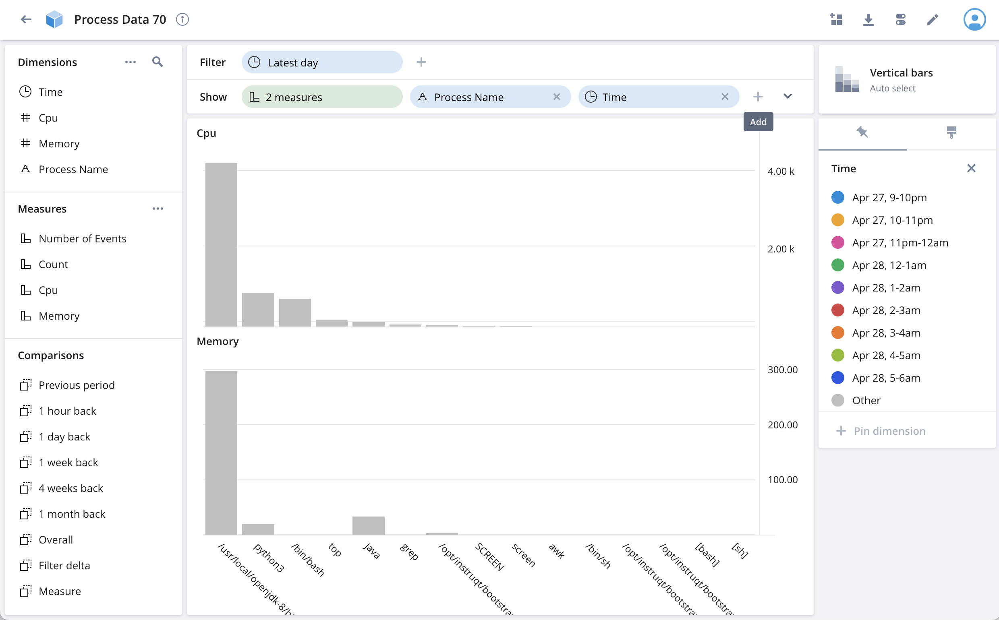 Process Data 70
Dimensions
Time
Cpu
Memory
Process Name
Measures
Number of Events
Count
Cpu
Memory
Comparisons
Previous period
1 hour back
1 day back
1 week back
4 weeks back
1 month back
Overall
Filter delta
Measure
Filter
Latest day
Show
2 measures
Process Name
Time
Add
Cpu
4.00 k
2.00 k
Memory
300.00
200.00
100.00
/usr/local/openjdk-8/bi
python3
/bin/bash
top
java
grep
/opt/instruqt/bootstra
SCREEN
screen
awk
/bin/sh
/opt/instruqt/bootstra
/opt/instruqt/bootstra
[bash]
[sh]
Vertical bars
Auto select
Time
Apr 27, 9-10pm
Apr 27, 10-11pm
Apr 27, 11pm-12am
Apr 28, 12-1am
Apr 28, 1-2am
Apr 28, 2-3am
Apr 28, 3-4am
Apr 28, 4-5am
Apr 28, 5-6am
Other
Pin dimension